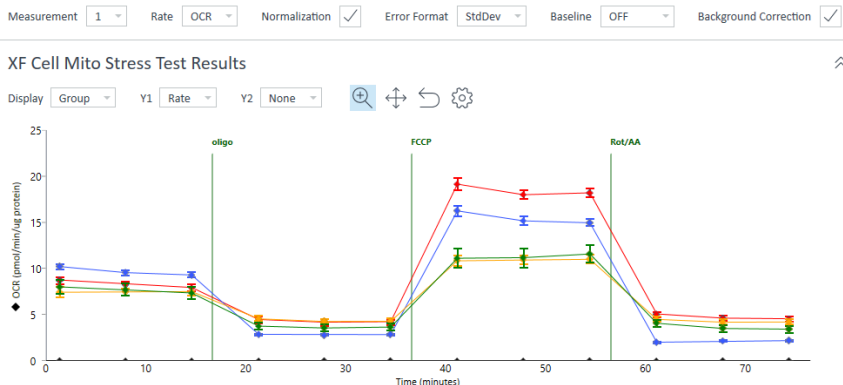 Measurement 1 Rate OCR Normalization Error Format StdDev Baseline OFF Background Correction
XF Cell Mito Stress Test Results
Display Group Y1 Rate Y2 None
oligo FCCP Rot/AA
25
20
15
10
5
0
OCR (pmol/min/ug protein)
0 10 20 30 40 50 60 70
Time (minutes)